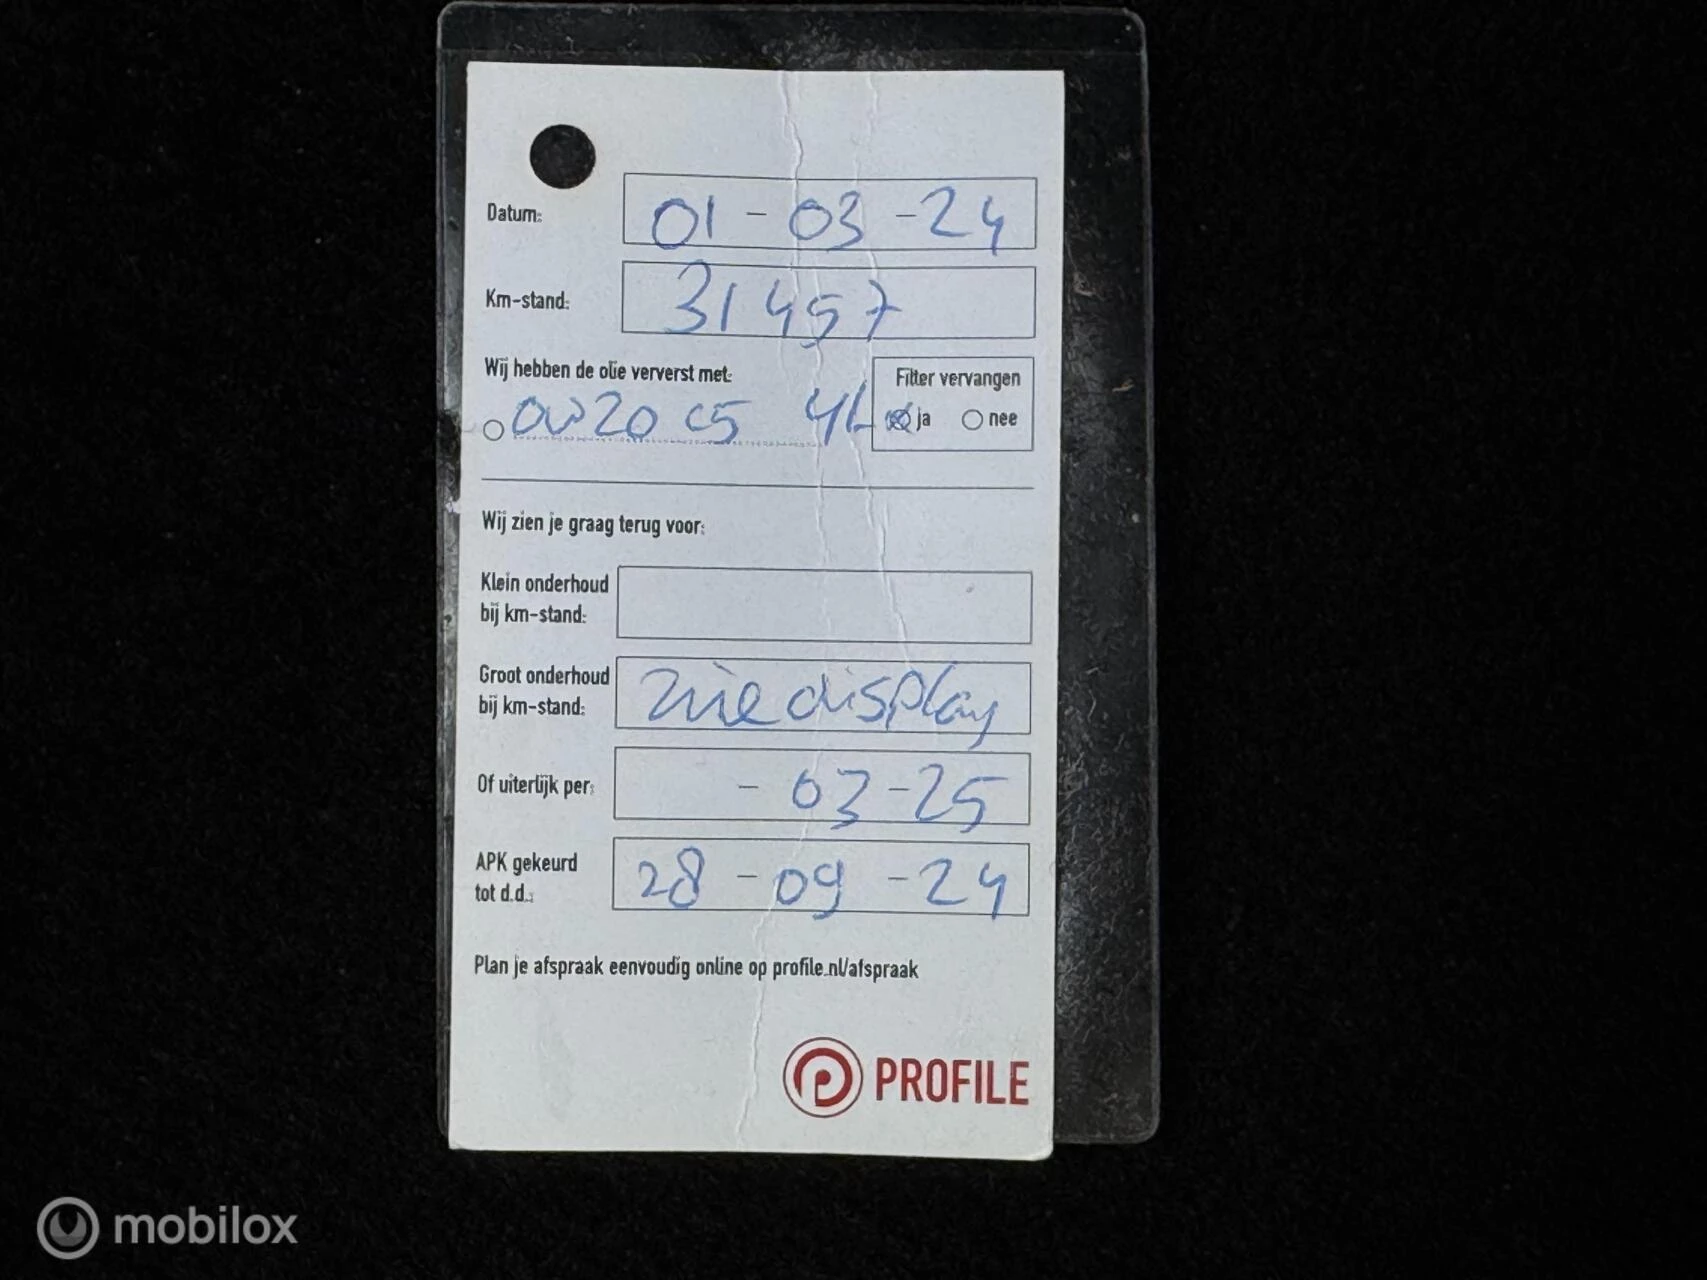 Datum: 01 - 03 - 24
Km-stand: 31457
Wij hebben de olie ververst met:
Filter vervangen
0W20 C5 4L
ja nee
Wij zien je graag terug voor:
Klein onderhoud
bij km-stand:
Groot onderhoud
bij km-stand: zie display
Of uiterlijk per: - 03 - 25
APK gekeurd
tot d.d.: 28 - 09 - 24
Plan je afspraak eenvoudig online op profile.nl/afspraak
PROFILE
mobilox